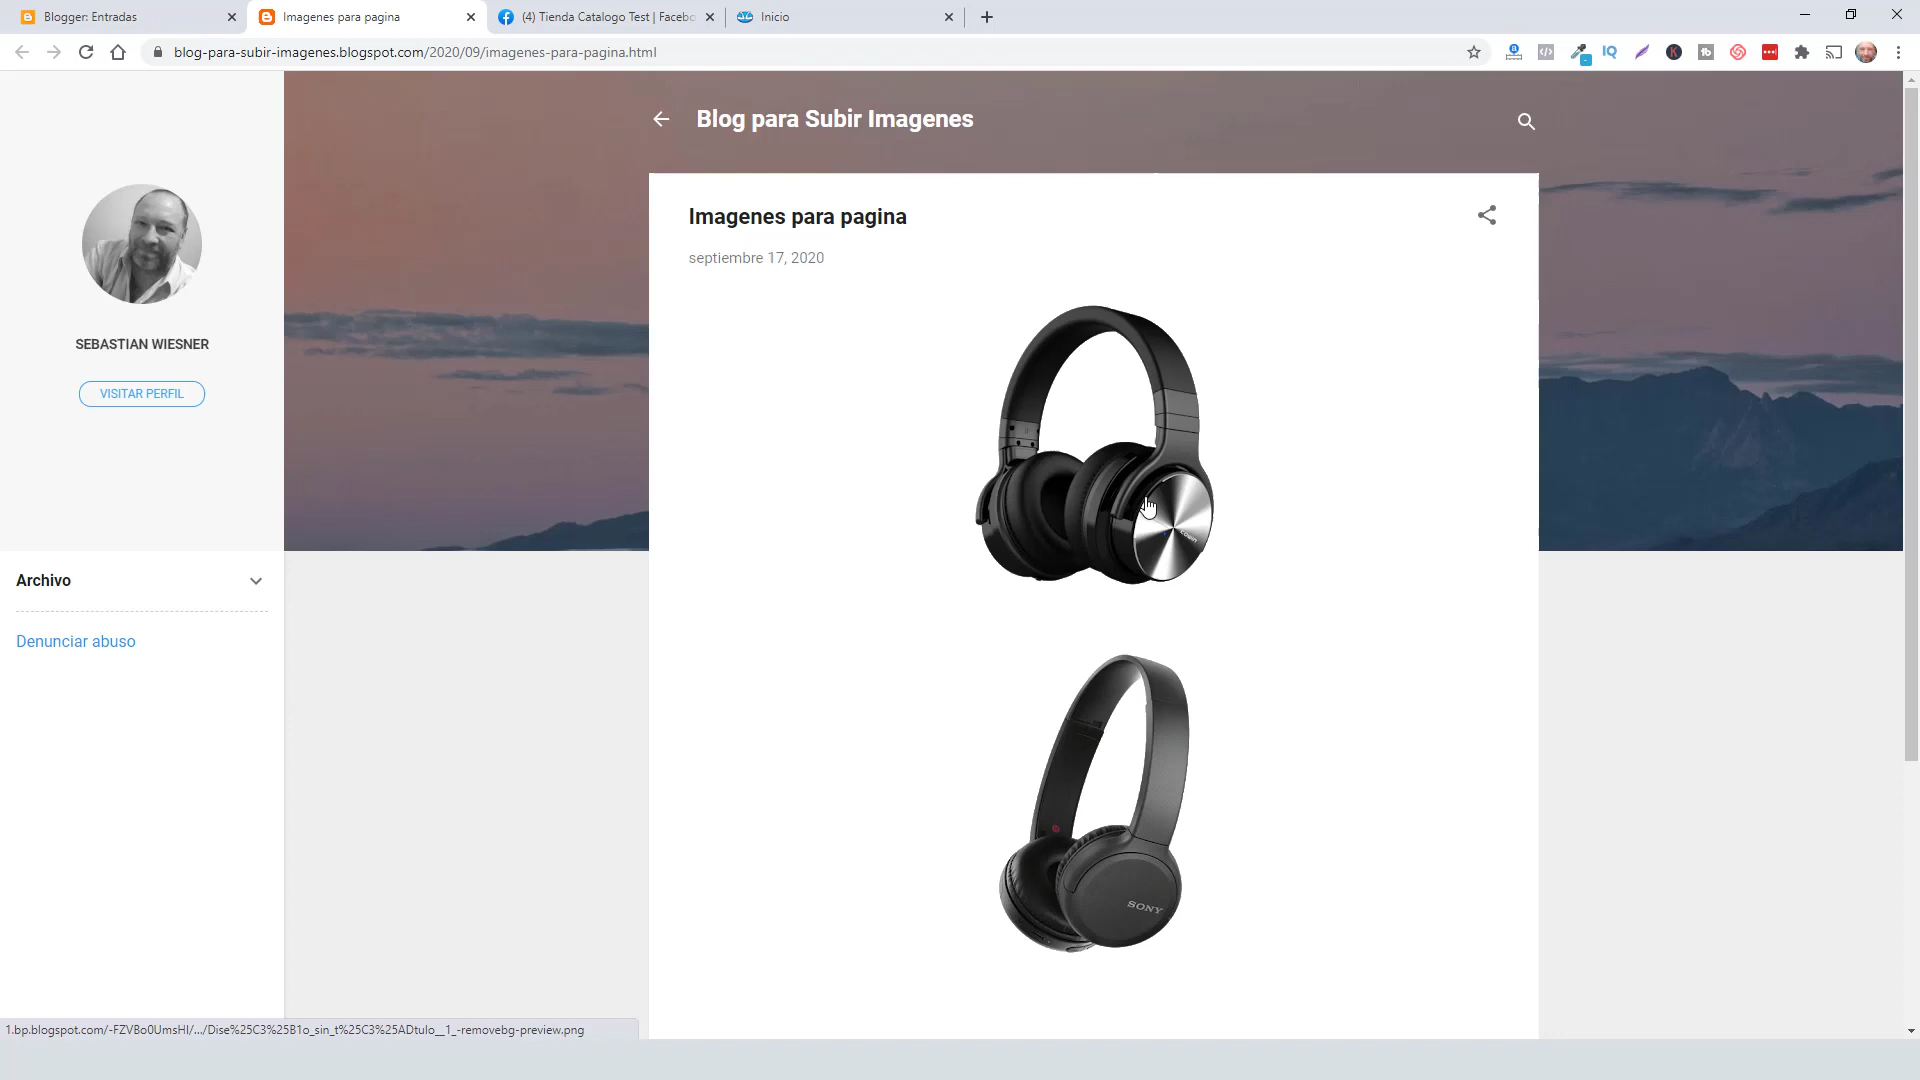 Blogger: Entradas
Imagenes para pagina
(4) Tienda Catalogo Test | Facebo
Inicio
blog-para-subir-imagenes.blogspot.com/2020/09/imagenes-para-pagina.html
Blog para Subir Imagenes
Imagenes para pagina
septiembre 17, 2020
SEBASTIAN WIESNER
VISITAR PERFIL
Archivo
Denunciar abuso
SONY
1.bp.blogspot.com/-FZVBo0UmsHI/.../Dise%25C3%25B1o_sin_t%25C3%25ADtulo__1_-removebg-preview.png